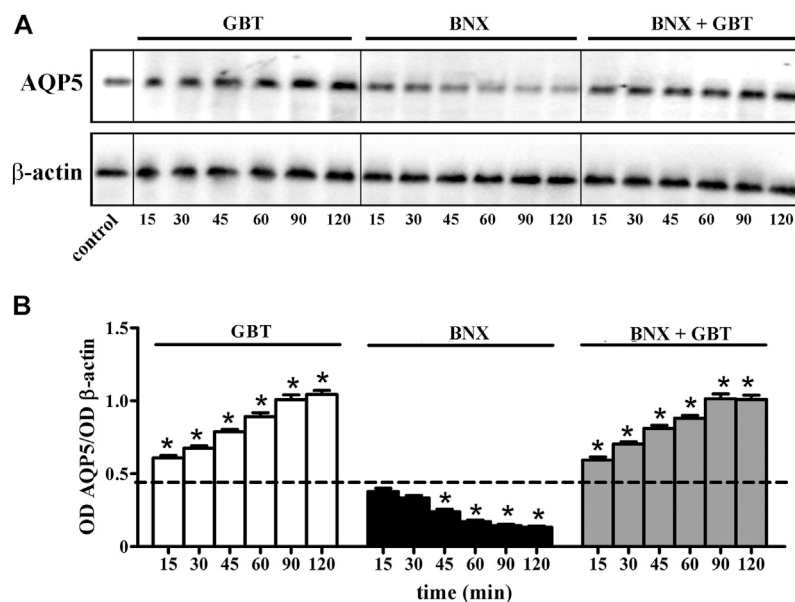 A
GBT BNX BNX + GBT
AQP5
β-actin
control 15 30 45 60 90 120 15 30 45 60 90 120 15 30 45 60 90 120
B
GBT BNX BNX + GBT
OD AQP5/OD β-actin
1.5
1.0
0.5
0
* * * * * * * * * * * * * * * *
15 30 45 60 90 120 15 30 45 60 90 120 15 30 45 60 90 120
time (min)